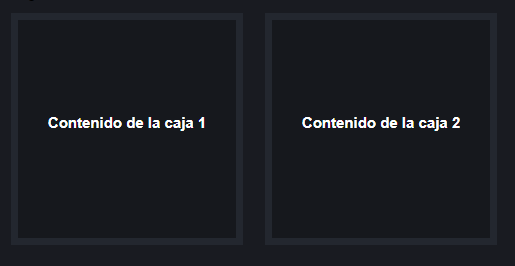 Contenido de la caja 1
Contenido de la caja 2